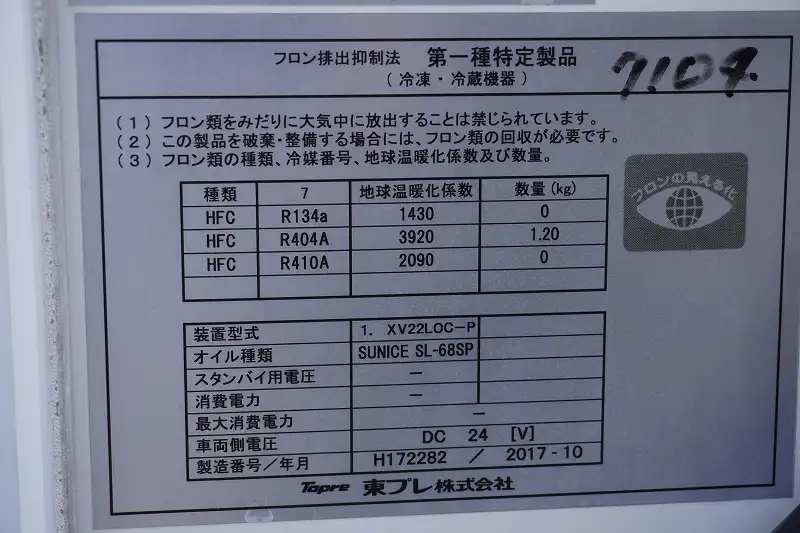 フロン排出抑制法 第一種特定製品
(冷凍・冷蔵機器)
7104
(1) フロン類をみだりに大気中に放出することは禁じられています。
(2) この製品を破棄・整備する場合には、フロン類の回収が必要です。
(3) フロン類の種類、冷媒番号、地球温暖化係数及び数量。
フロンの見える化
種類 7 地球温暖化係数 数量(kg)
HFC R134a 1430 0
HFC R404A 3920 1.20
HFC R410A 2090 0
装置型式 1. XV22LOC-P
オイル種類 SUNICE SL-68SP
スタンバイ用電圧 －
消費電力 －
最大消費電力 －
車両側電圧 DC 24 [V]
製造番号／年月 H172282 ／ 2017-10
Topre 東プレ株式会社